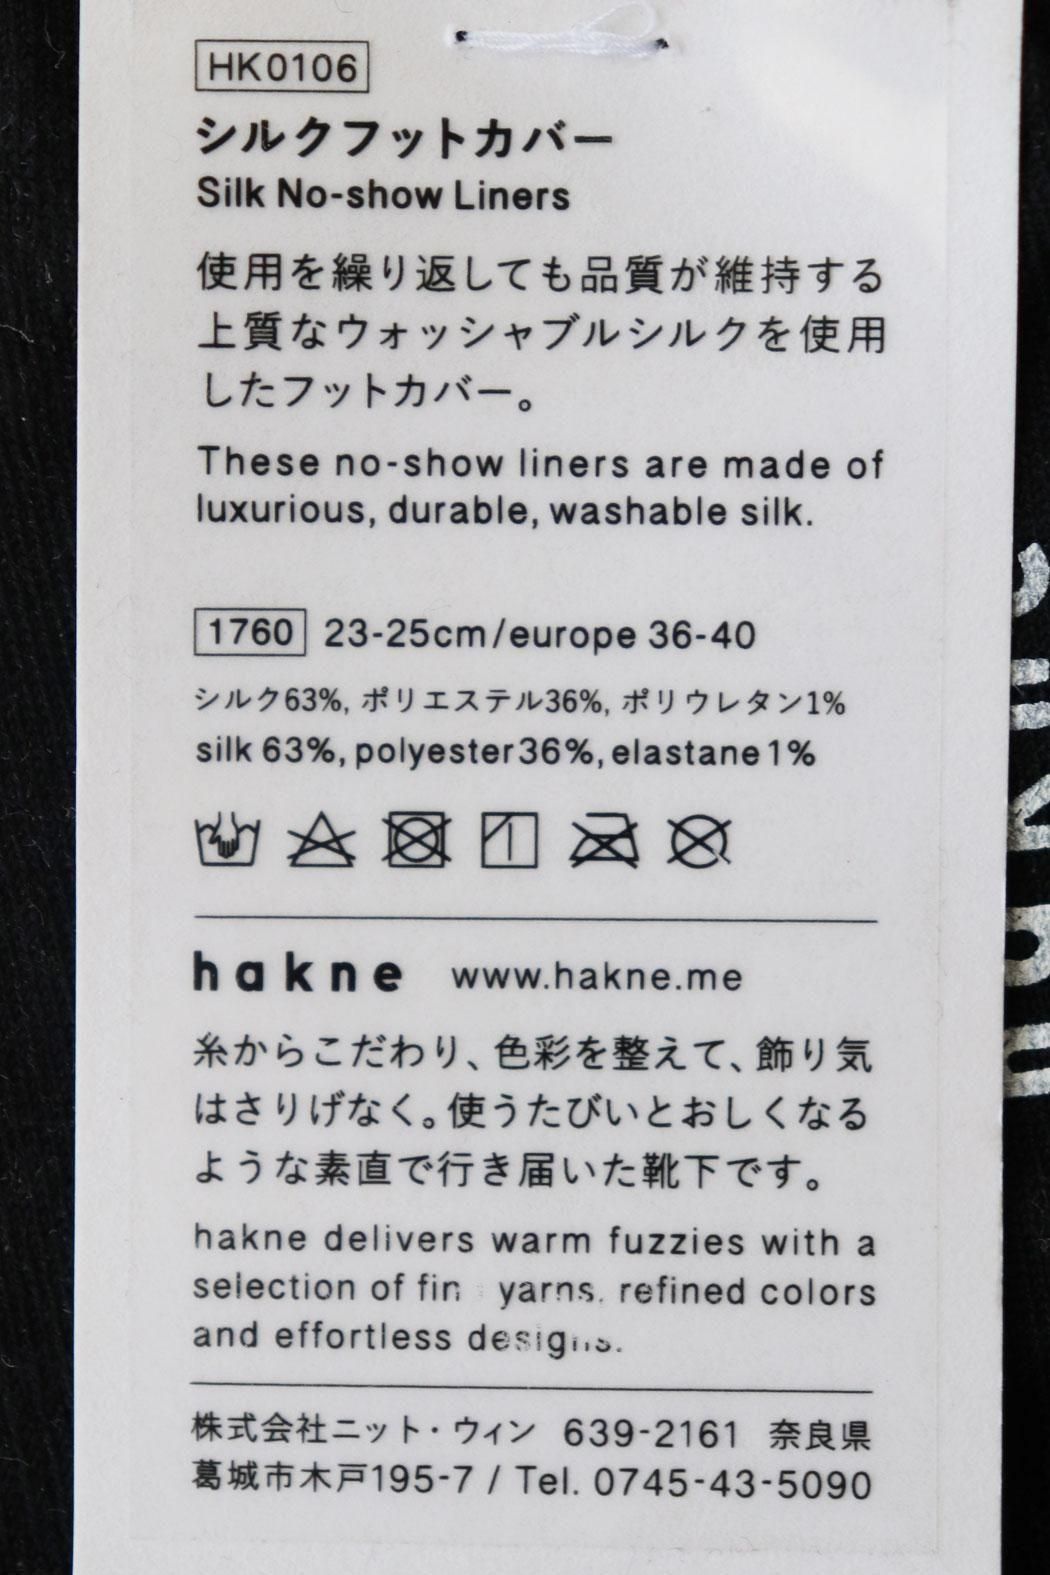 HK0106
シルクフットカバー
Silk No-show Liners
使用を繰り返しても品質が維持する
上質なウォッシャブルシルクを使用
したフットカバー。
These no-show liners are made of
luxurious, durable, washable silk.
1760 23-25cm/europe 36-40
シルク63%, ポリエステル36%, ポリウレタン1%
silk 63%, polyester36%, elastane1%
hakne www.hakne.me
糸からこだわり、色彩を整えて、飾り気
はさりげなく。使うたびいとおしくなる
ような素直で行き届いた靴下です。
hakne delivers warm fuzzies with a
selection of yarns. refined colors
and effortless designs.
株式会社ニット・ウィン 639-2161 奈良県
葛城市木戸195-7 / Tel. 0745-43-5090